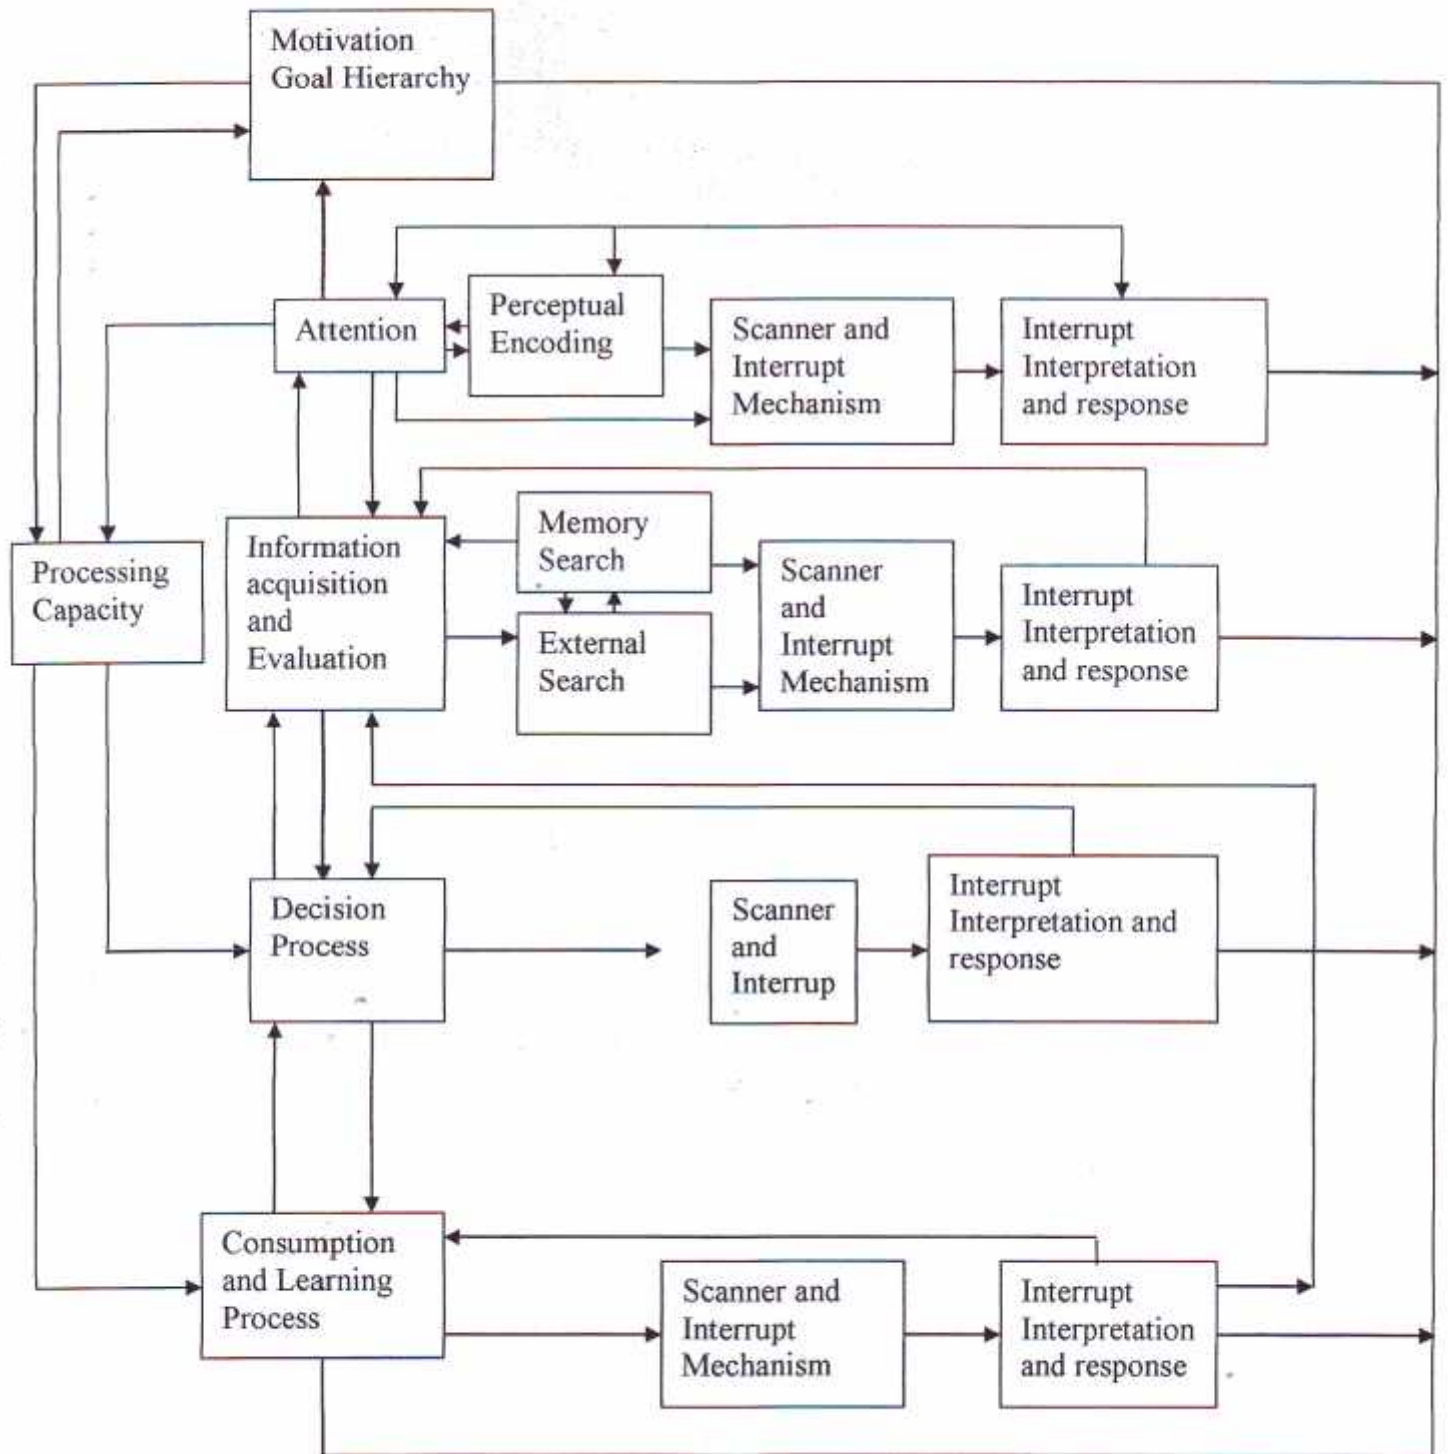 Motivation
Goal Hierarchy
Attention
Perceptual
Encoding
Scanner and
Interrupt
Mechanism
Interrupt
Interpretation
and response
Processing
Capacity
Information
acquisition
and
Evaluation
Memory
Search
External
Search
Scanner
and
Interrupt
Mechanism
Interrupt
Interpretation
and response
Decision
Process
Scanner
and
Interrup
Interrupt
Interpretation and
response
Consumption
and Learning
Process
Scanner and
Interrupt
Mechanism
Interrupt
Interpretation
and response